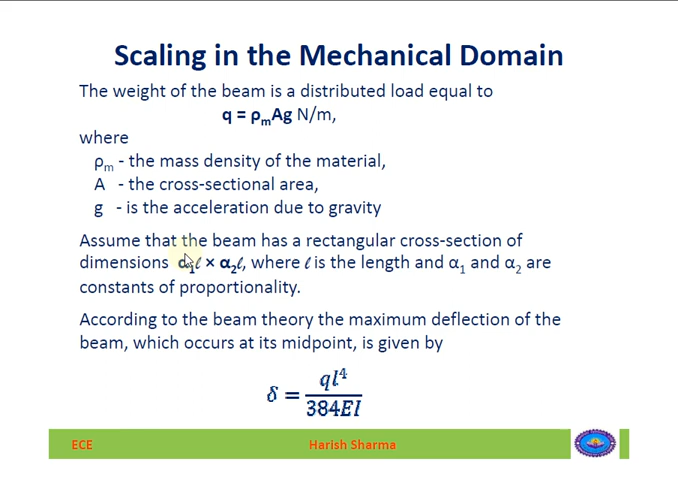 Scaling in the Mechanical Domain
The weight of the beam is a distributed load equal to
q = ρₘAg N/m,
where
ρₘ - the mass density of the material,
A - the cross-sectional area,
g - is the acceleration due to gravity
Assume that the beam has a rectangular cross-section of
dimensions α₁ℓ × α₂ℓ, where ℓ is the length and α₁ and α₂ are
constants of proportionality.
According to the beam theory the maximum deflection of the
beam, which occurs at its midpoint, is given by
δ = ql⁴ / 384EI
ECE
Harish Sharma